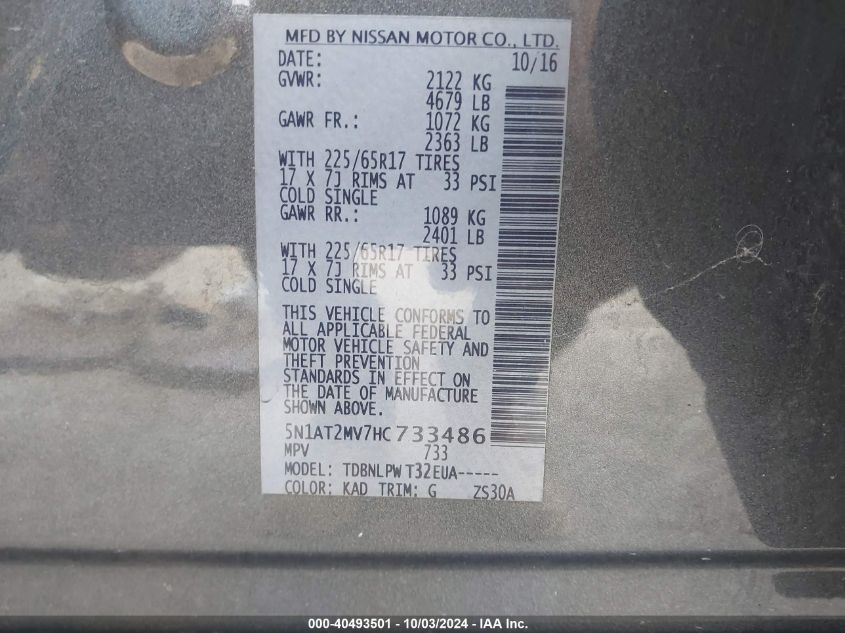 MFD BY NISSAN MOTOR CO., LTD.
DATE: 10/16
GVWR: 2122 KG
4679 LB
GAWR FR.: 1072 KG
2363 LB
WITH 225/65R17 TIRES
17 X 7J RIMS AT 33 PSI
COLD SINGLE
GAWR RR.: 1089 KG
2401 LB
WITH 225/65R17 TIRES
17 X 7J RIMS AT 33 PSI
COLD SINGLE
THIS VEHICLE CONFORMS TO
ALL APPLICABLE FEDERAL
MOTOR VEHICLE SAFETY AND
THEFT PREVENTION
STANDARDS IN EFFECT ON
THE DATE OF MANUFACTURE
SHOWN ABOVE.
5N1AT2MV7HC733486
MPV 733
MODEL: TDBNLPW T32EUA-----
COLOR: KAD TRIM: G ZS30A
000-40493501 - 10/03/2024 - IAA Inc.